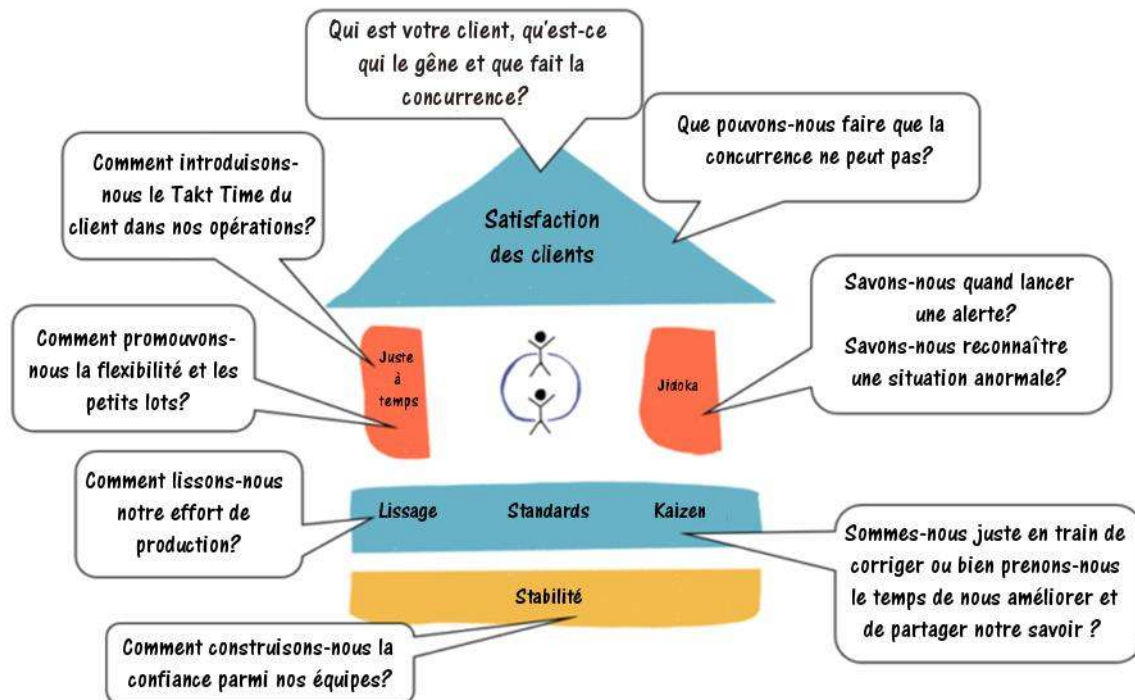 Qui est votre client, qu'est-ce
qui le gêne et que fait la
concurrence?
Que pouvons-nous faire que la
concurrence ne peut pas?
Comment introduisons-
nous le Takt Time du
client dans nos opérations?
Satisfaction
des clients
Savons-nous quand lancer
une alerte?
Savons-nous reconnaître
une situation anormale?
Comment promouvons-
nous la flexibilité et les
petits lots?
Juste
à
temps
Jidoka
Comment lissons-nous
notre effort de
production?
Lissage Standards Kaizen
Sommes-nous juste en train de
corriger ou bien prenons-nous
le temps de nous améliorer et
de partager notre savoir ?
Stabilité
Comment construisons-nous la
confiance parmi nos équipes?